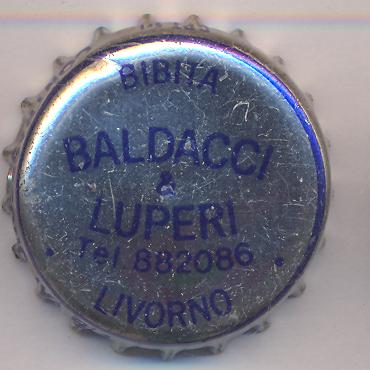 BIBITA
BALDACCI
&
LUPERI
• Tel. 882086 •
LIVORNO